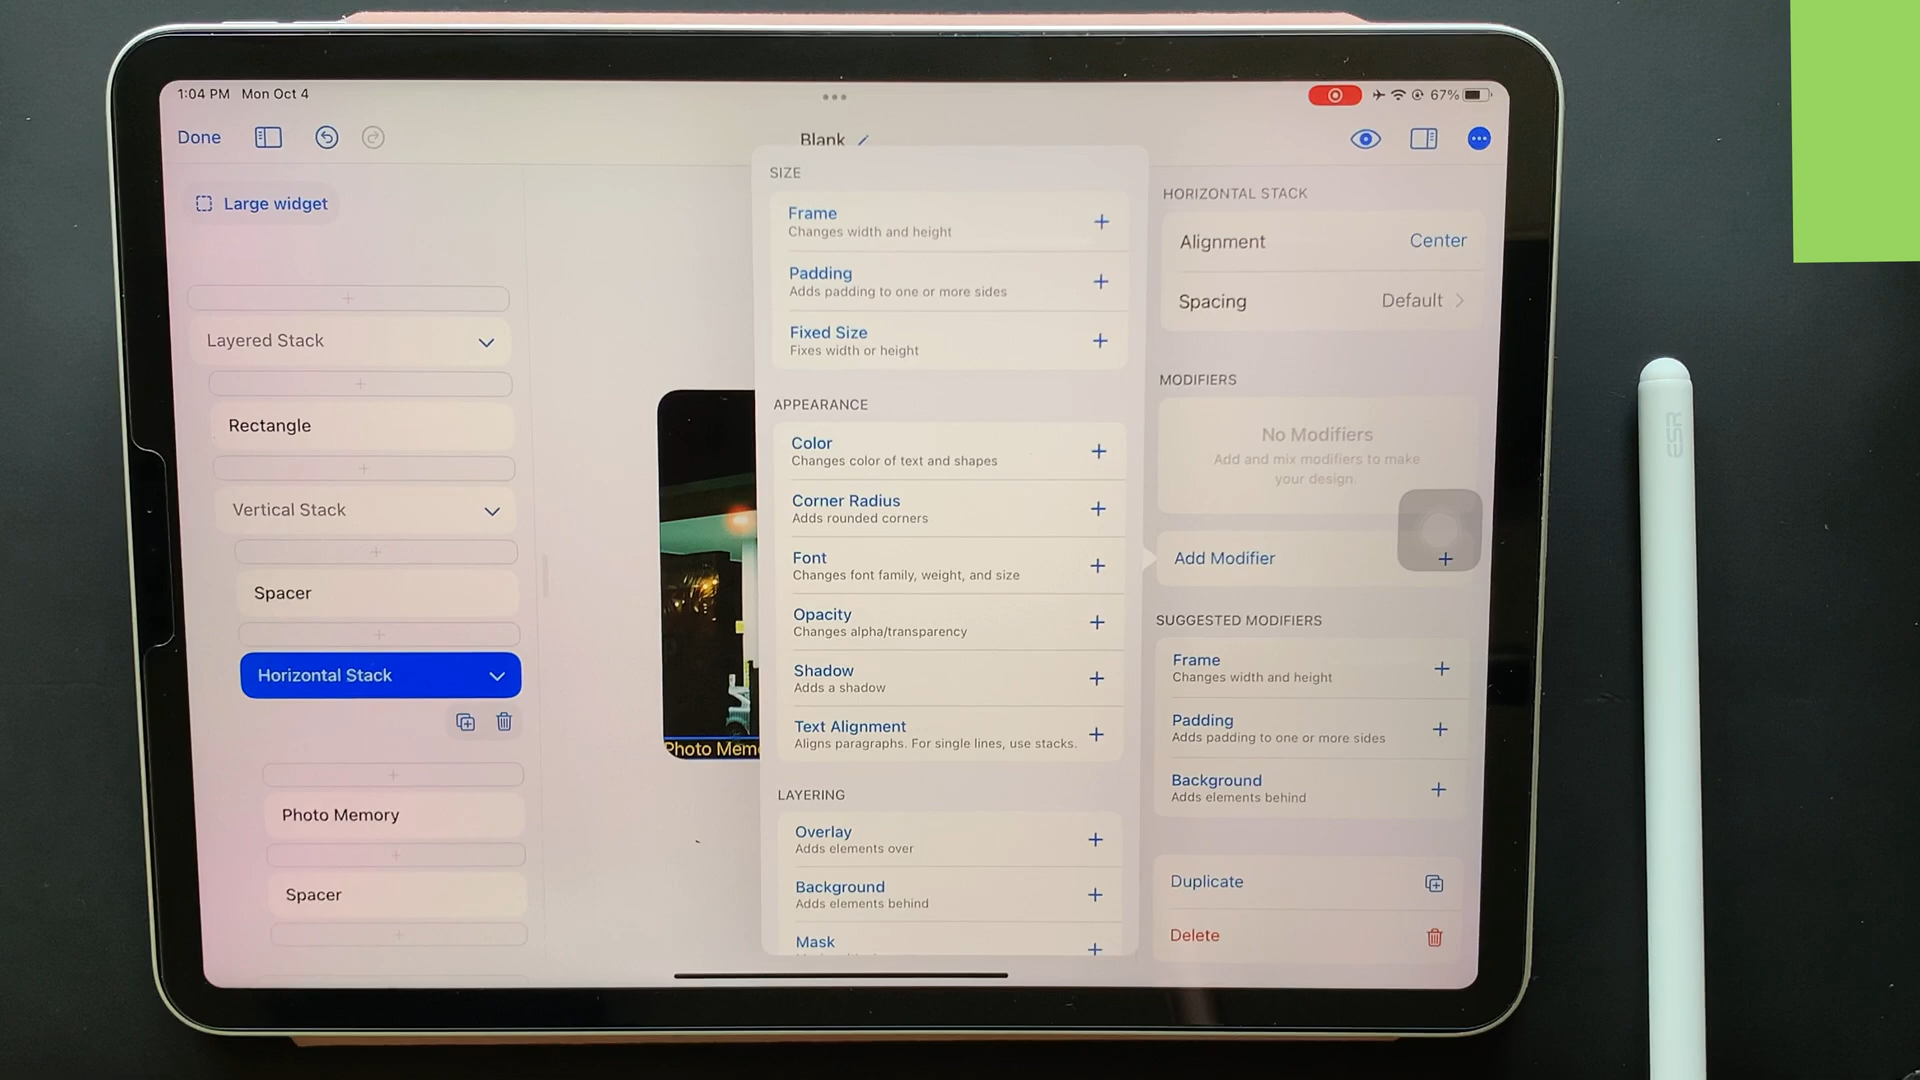 1:04 PM Mon Oct 4
67%
Done
Blank
Large widget
Layered Stack
Rectangle
Vertical Stack
Spacer
Horizontal Stack
Photo Memory
Spacer
Photo Mem
SIZE
Frame
Changes width and height
Padding
Adds padding to one or more sides
Fixed Size
Fixes width or height
APPEARANCE
Color
Changes color of text and shapes
Corner Radius
Adds rounded corners
Font
Changes font family, weight, and size
Opacity
Changes alpha/transparency
Shadow
Adds a shadow
Text Alignment
Aligns paragraphs. For single lines, use stacks.
LAYERING
Overlay
Adds elements over
Background
Adds elements behind
Mask
HORIZONTAL STACK
Alignment Center
Spacing Default
MODIFIERS
No Modifiers
Add and mix modifiers to make
your design.
Add Modifier
SUGGESTED MODIFIERS
Frame
Changes width and height
Padding
Adds padding to one or more sides
Background
Adds elements behind
Duplicate
Delete
ESR